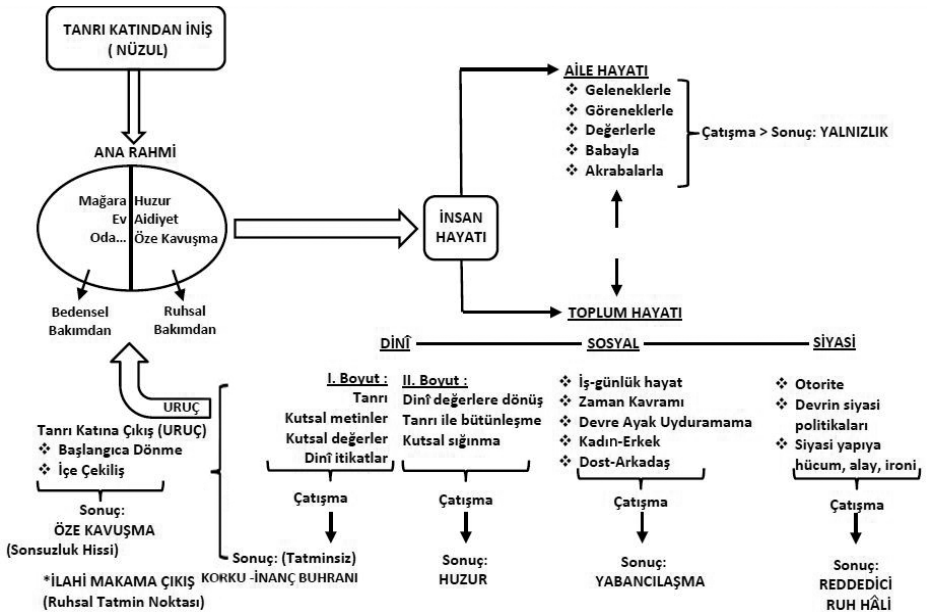 TANRI KATINDAN İNİŞ
( NÜZUL)
ANA RAHMİ
Mağara
Ev
Oda...
Huzur
Aidiyet
Öze Kavuşma
Bedensel
Bakımdan
Ruhsal
Bakımdan
İNSAN
HAYATI
AİLE HAYATI
❖ Geleneklerle
❖ Göreneklerle
❖ Değerlerle
❖ Babayla
❖ Akrabalarla
Çatışma > Sonuç: YALNIZLIK
TOPLUM HAYATI
DİNÎ
SOSYAL
SİYASİ
I. Boyut :
Tanrı
Kutsal metinler
Kutsal değerler
Dinî itikatlar
Çatışma
Sonuç: (Tatminsiz)
KORKU -İNANÇ BUHRANI
II. Boyut :
Dinî değerlere dönüş
Tanrı ile bütünleşme
Kutsal sığınma
Çatışma
Sonuç:
HUZUR
❖ İş-günlük hayat
❖ Zaman Kavramı
❖ Devre Ayak Uyduramama
❖ Kadın-Erkek
❖ Dost-Arkadaş
Çatışma
Sonuç:
YABANCILAŞMA
❖ Otorite
❖ Devrin siyasi
politikaları
❖ Siyasi yapıya
hücum, alay, ironi
Çatışma
Sonuç:
REDDEDİCİ
RUH HÂLİ
URUÇ
Tanrı Katına Çıkış (URUÇ)
❖ Başlangıca Dönme
❖ İçe Çekiliş
Sonuç:
ÖZE KAVUŞMA
(Sonsuzluk Hissi)
*İLAHİ MAKAMA ÇIKIŞ
(Ruhsal Tatmin Noktası)